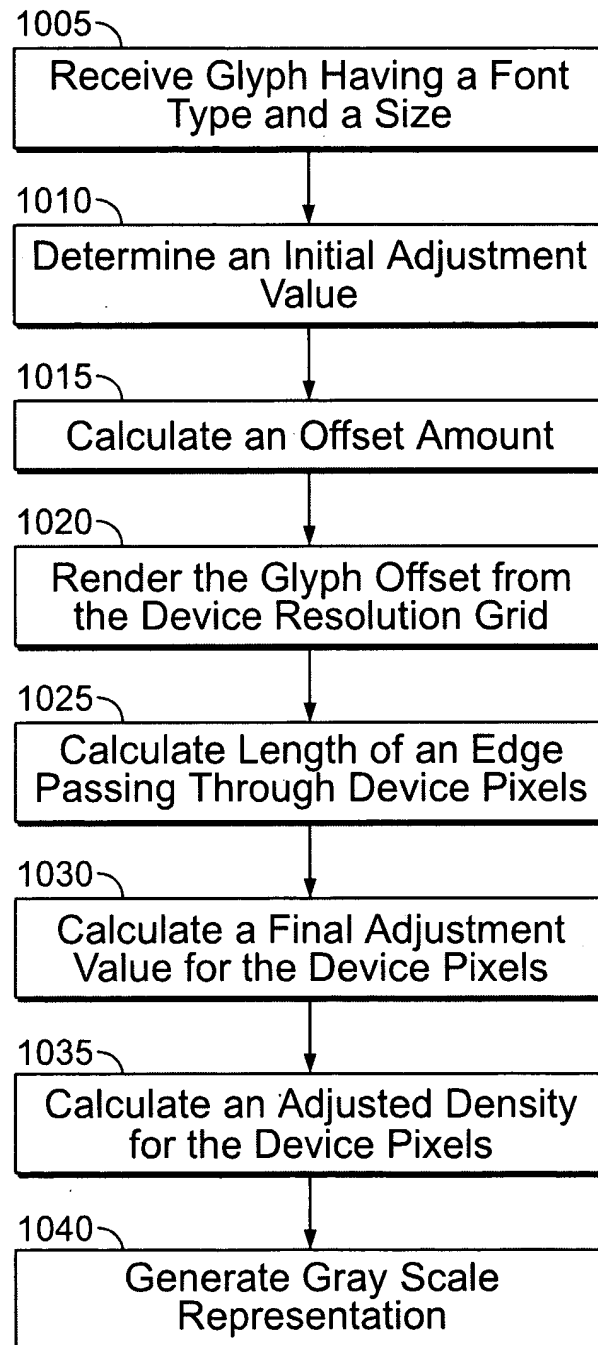 1005
Receive Glyph Having a Font
Type and a Size
1010
Determine an Initial Adjustment
Value
1015
Calculate an Offset Amount
1020
Render the Glyph Offset from
the Device Resolution Grid
1025
Calculate Length of an Edge
Passing Through Device Pixels
1030
Calculate a Final Adjustment
Value for the Device Pixels
1035
Calculate an Adjusted Density
for the Device Pixels
1040
Generate Gray Scale
Representation